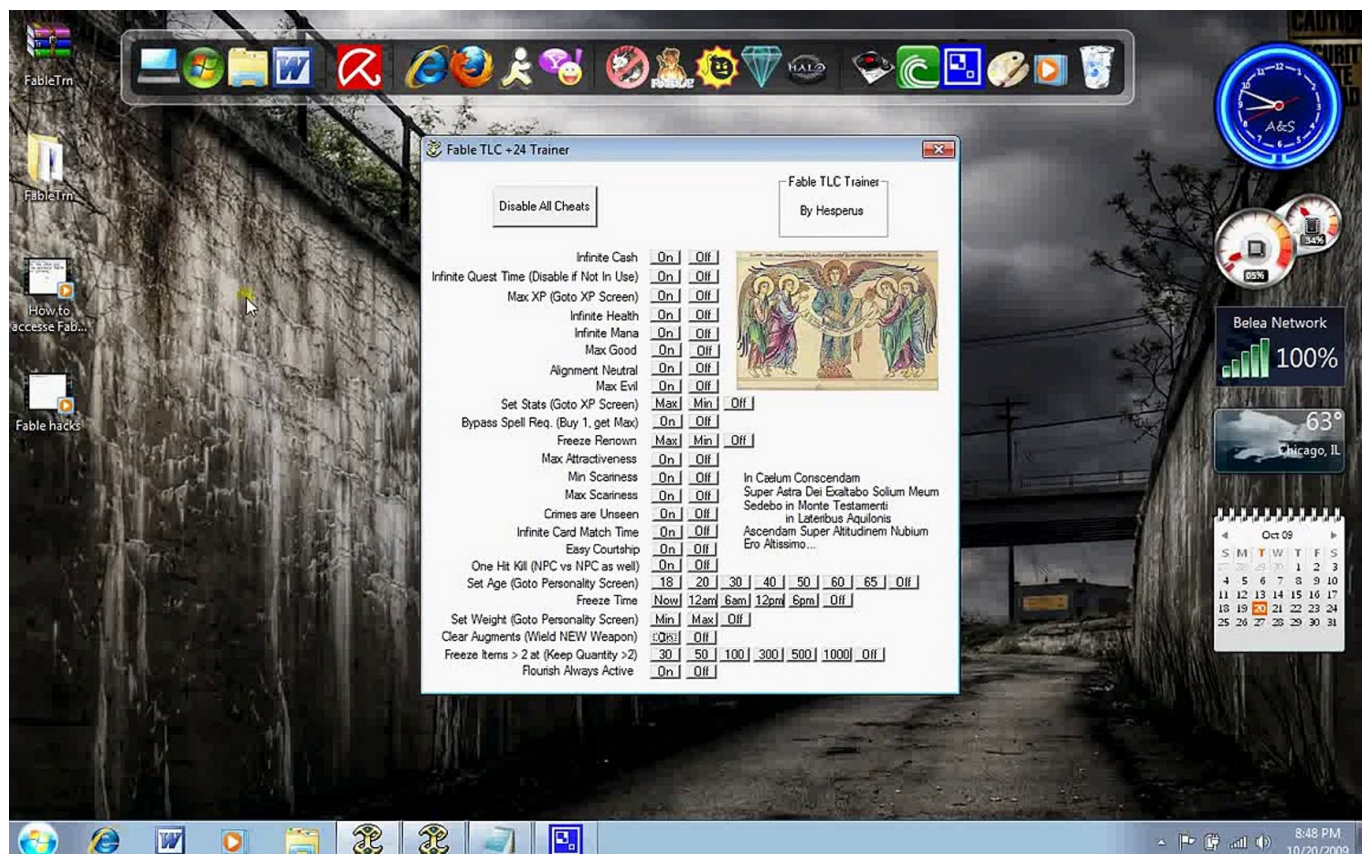 FableTrn
FableTrn
How to
accesse Fab...
Fable hacks
FABLE
HALO
CAUTIO
Fable TLC +24 Trainer
Disable All Cheats
Fable TLC Trainer
By Hesperus
Infinite Cash On Off
Infinite Quest Time (Disable if Not In Use) On Off
Max XP (Goto XP Screen) On Off
Infinite Health On Off
Infinite Mana On Off
Max Good On Off
Alignment Neutral On Off
Max Evil On Off
Set Stats (Goto XP Screen) Max Min Off
Bypass Spell Req. (Buy 1, get Max) On Off
Freeze Renown Max Min Off
Max Attractiveness On Off
Min Scariness On Off
Max Scariness On Off
Crimes are Unseen On Off
Infinite Card Match Time On Off
Easy Courtship On Off
One Hit Kill (NPC vs NPC as well) On Off
Set Age (Goto Personality Screen) 18 20 30 40 50 60 65 Off
Freeze Time Now 12am 6am 12pm 6pm Off
Set Weight (Goto Personality Screen) Min Max Off
Clear Augments (Wield NEW Weapon) On Off
Freeze Items > 2 at (Keep Quantity >2) 30 50 100 300 500 1000 Off
Flourish Always Active On Off
In Cælum Conscendam
Super Astra Dei Exaltabo Solium Meum
Sedebo in Monte Testamenti
in Lateribus Aquilonis
Ascendam Super Altitudinem Nubium
Ero Altissimo...
A&S
34%
05%
Belea Network
100%
63°
Chicago, IL
Oct 09
S M T W T F S
1 2 3
4 5 6 7 8 9 10
11 12 13 14 15 16 17
18 19 20 21 22 23 24
25 26 27 28 29 30 31
8:48 PM
10/20/2009